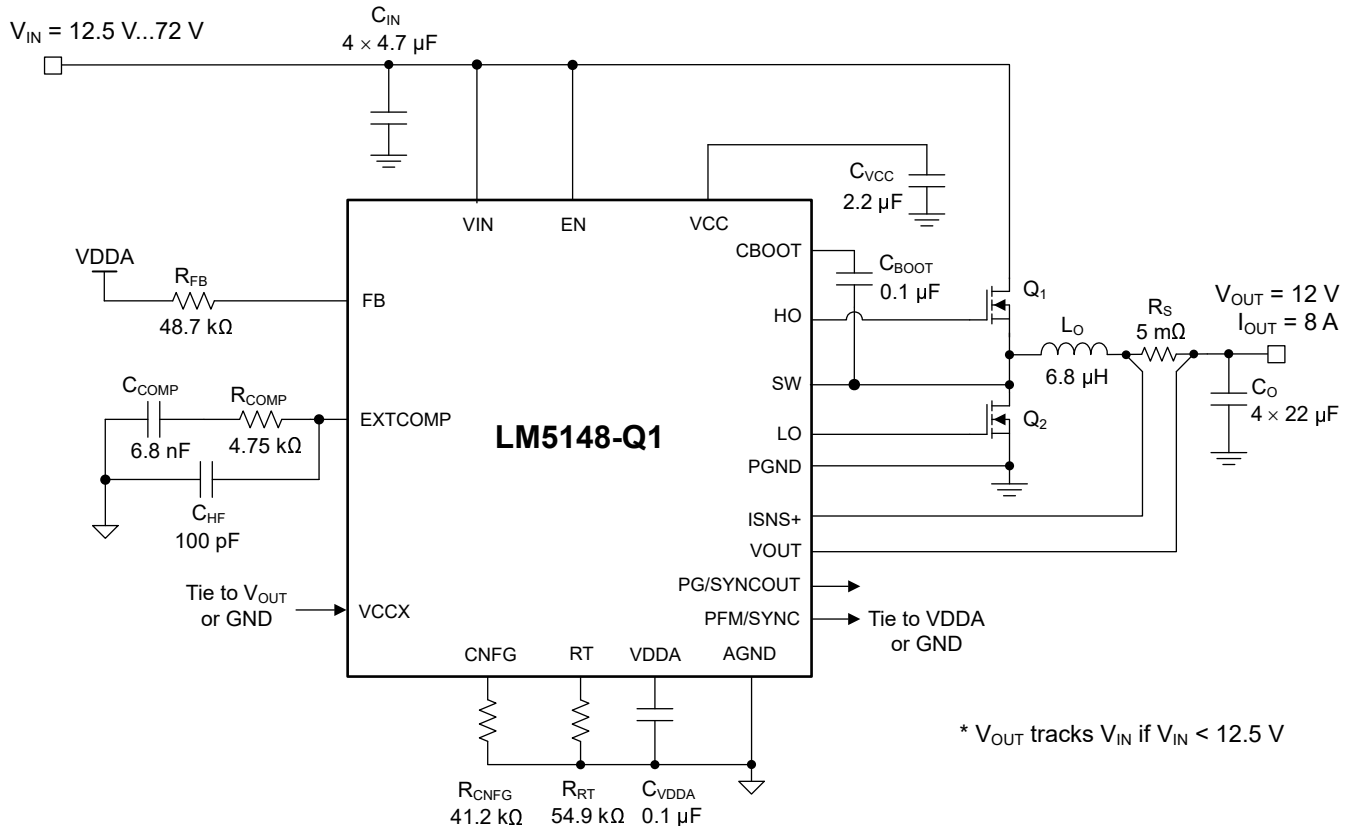 V_IN = 12.5 V...72 V
C_IN
4 × 4.7 µF
C_VCC
2.2 µF
VIN
EN
VCC
VDDA
R_FB
48.7 kΩ
FB
CBOOT
C_BOOT
0.1 µF
HO
Q_1
V_OUT = 12 V
I_OUT = 8 A
L_O
6.8 µH
R_S
5 mΩ
C_O
4 × 22 µF
SW
C_COMP
6.8 nF
R_COMP
4.75 kΩ
EXTCOMP
LM5148-Q1
LO
Q_2
PGND
C_HF
100 pF
ISNS+
VOUT
PG/SYNCOUT
Tie to V_OUT
or GND
VCCX
PFM/SYNC
Tie to VDDA
or GND
CNFG
RT
VDDA
AGND
* V_OUT tracks V_IN if V_IN < 12.5 V
R_CNFG
41.2 kΩ
R_RT
54.9 kΩ
C_VDDA
0.1 µF